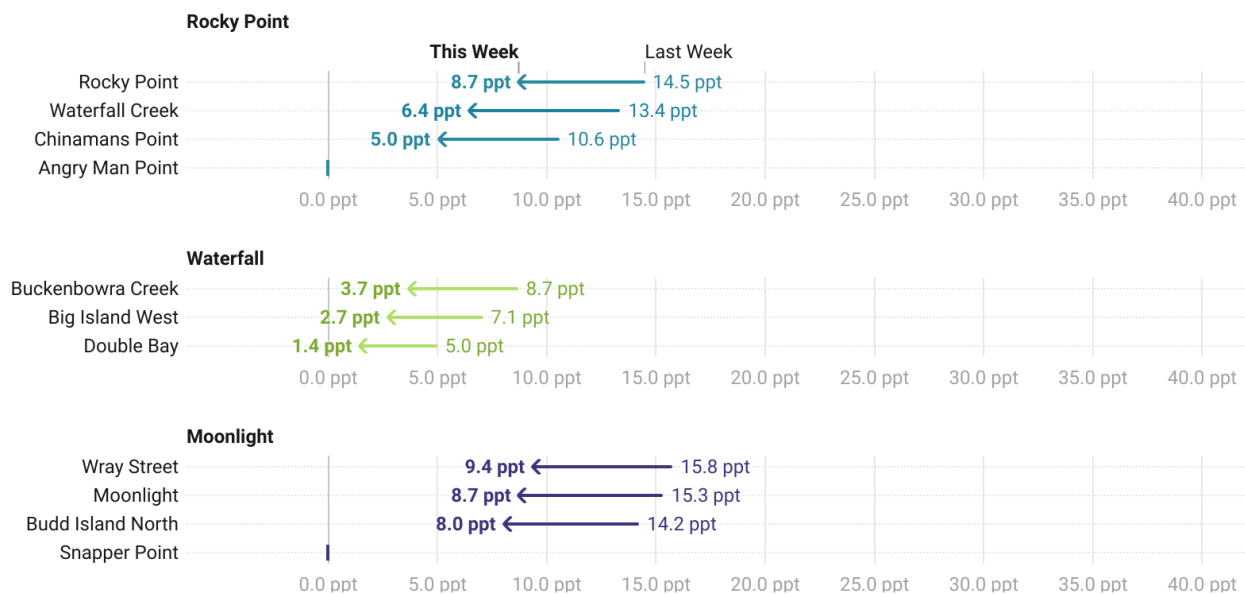 Rocky Point
This Week Last Week
Rocky Point 8.7 ppt 14.5 ppt
Waterfall Creek 6.4 ppt 13.4 ppt
Chinamans Point 5.0 ppt 10.6 ppt
Angry Man Point
0.0 ppt 5.0 ppt 10.0 ppt 15.0 ppt 20.0 ppt 25.0 ppt 30.0 ppt 35.0 ppt 40.0 ppt
Waterfall
Buckenbowra Creek 3.7 ppt 8.7 ppt
Big Island West 2.7 ppt 7.1 ppt
Double Bay 1.4 ppt 5.0 ppt
0.0 ppt 5.0 ppt 10.0 ppt 15.0 ppt 20.0 ppt 25.0 ppt 30.0 ppt 35.0 ppt 40.0 ppt
Moonlight
Wray Street 9.4 ppt 15.8 ppt
Moonlight 8.7 ppt 15.3 ppt
Budd Island North 8.0 ppt 14.2 ppt
Snapper Point
0.0 ppt 5.0 ppt 10.0 ppt 15.0 ppt 20.0 ppt 25.0 ppt 30.0 ppt 35.0 ppt 40.0 ppt